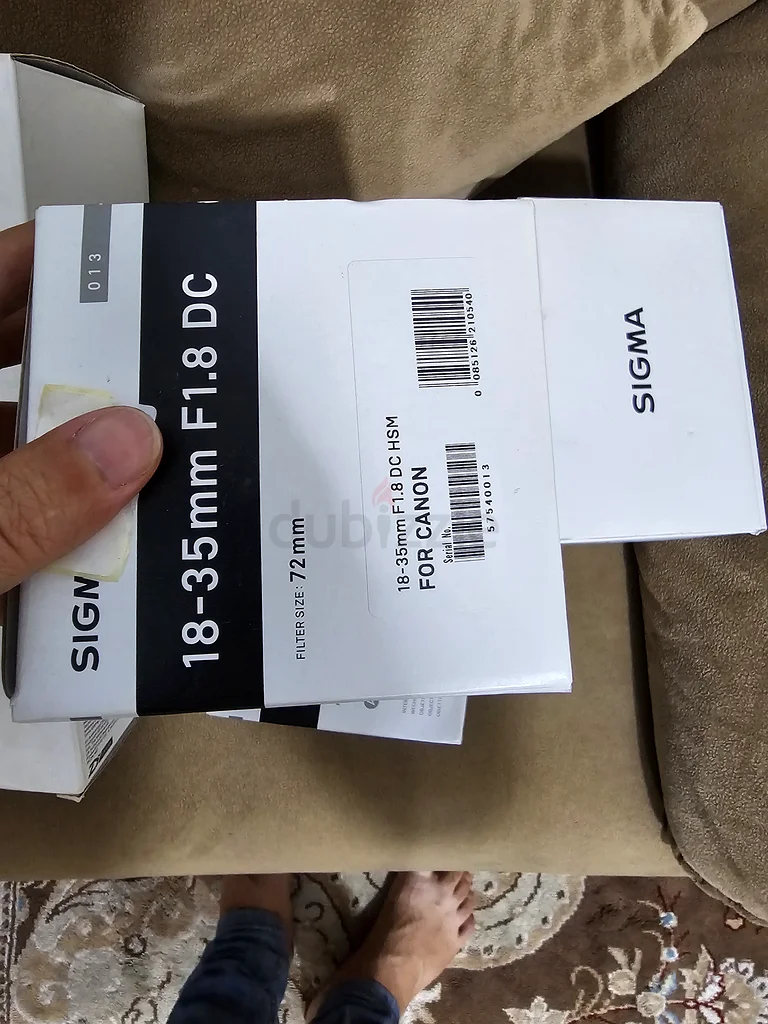 013
SIGN
18-35mm F1.8 DC
FILTER SIZE: 72mm
18-35mm F1.8 DC HSM
FOR CANON
Serial No.
57540013
0 085126 210540
SIGMA
dubizzle